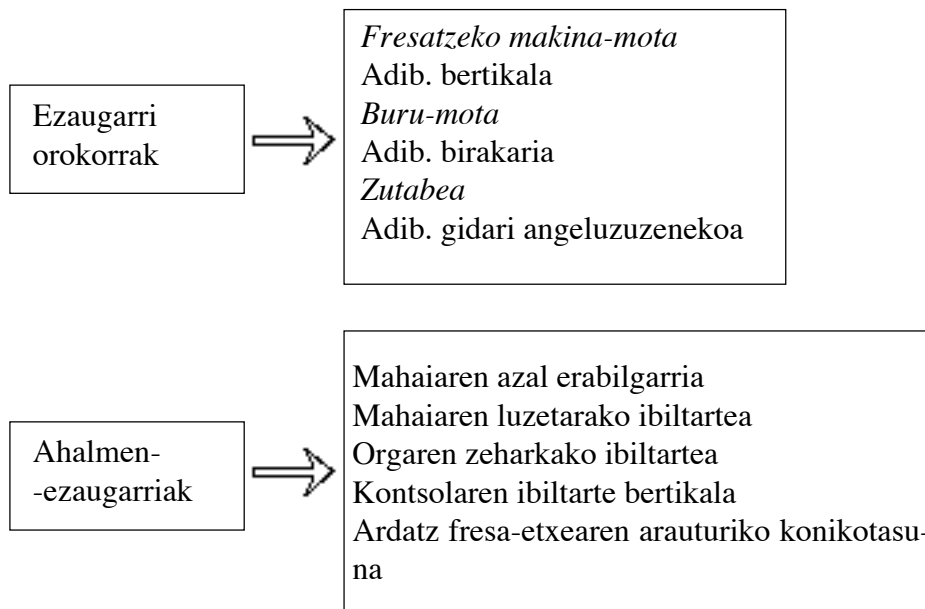 Ezaugarri
orokorrak
Fresatzeko makina-mota
Adib. bertikala
Buru-mota
Adib. birakaria
Zutabea
Adib. gidari angeluzuzenekoa
Ahalmen-
-ezaugarriak
Mahaiaren azal erabilgarria
Mahaiaren luzetarako ibiltartea
Orgaren zeharkako ibiltartea
Kontsolaren ibiltarte bertikala
Ardatz fresa-etxearen arauturiko konikotasu-
na